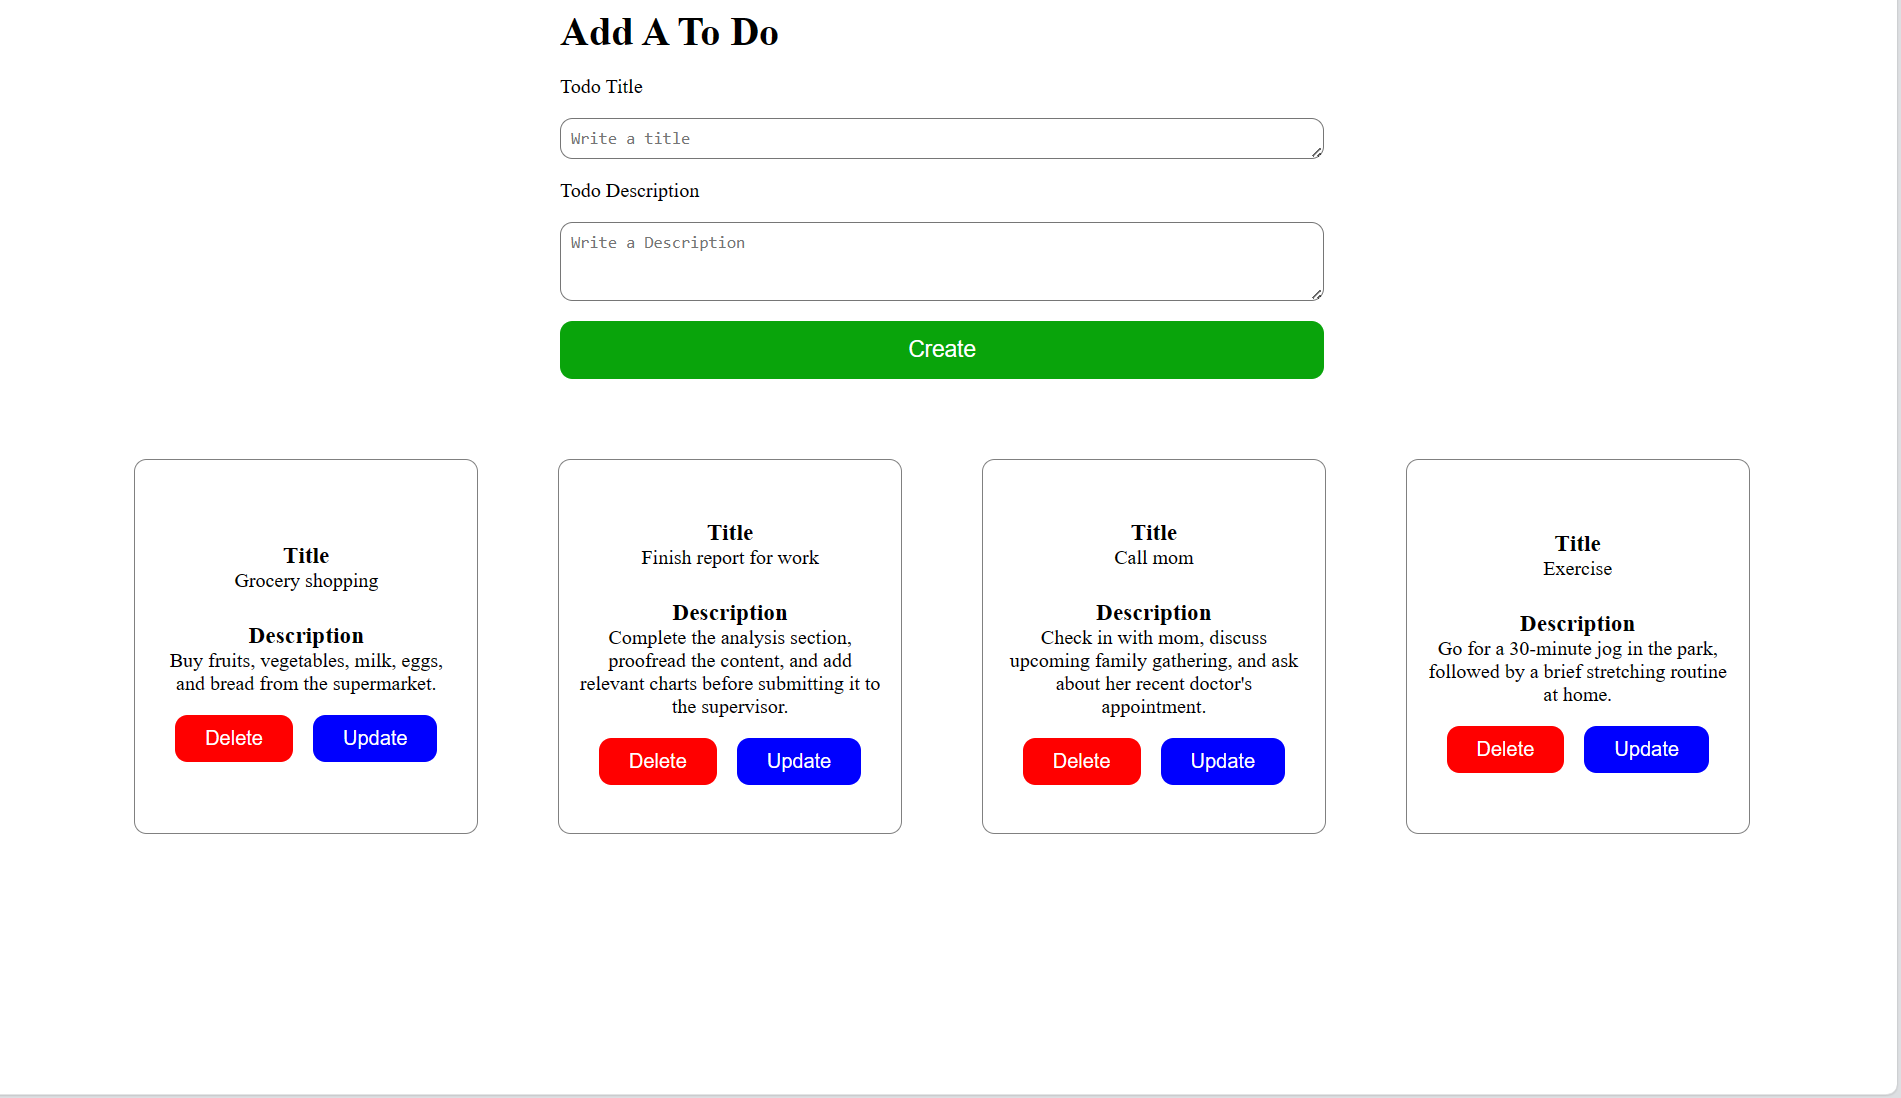 Add A To Do
Todo Title
Write a title
Todo Description
Write a Description
Create
Title
Grocery shopping
Description
Buy fruits, vegetables, milk, eggs,
and bread from the supermarket.
Delete
Update
Title
Finish report for work
Description
Complete the analysis section,
proofread the content, and add
relevant charts before submitting it to
the supervisor.
Delete
Update
Title
Call mom
Description
Check in with mom, discuss
upcoming family gathering, and ask
about her recent doctor's
appointment.
Delete
Update
Title
Exercise
Description
Go for a 30-minute jog in the park,
followed by a brief stretching routine
at home.
Delete
Update